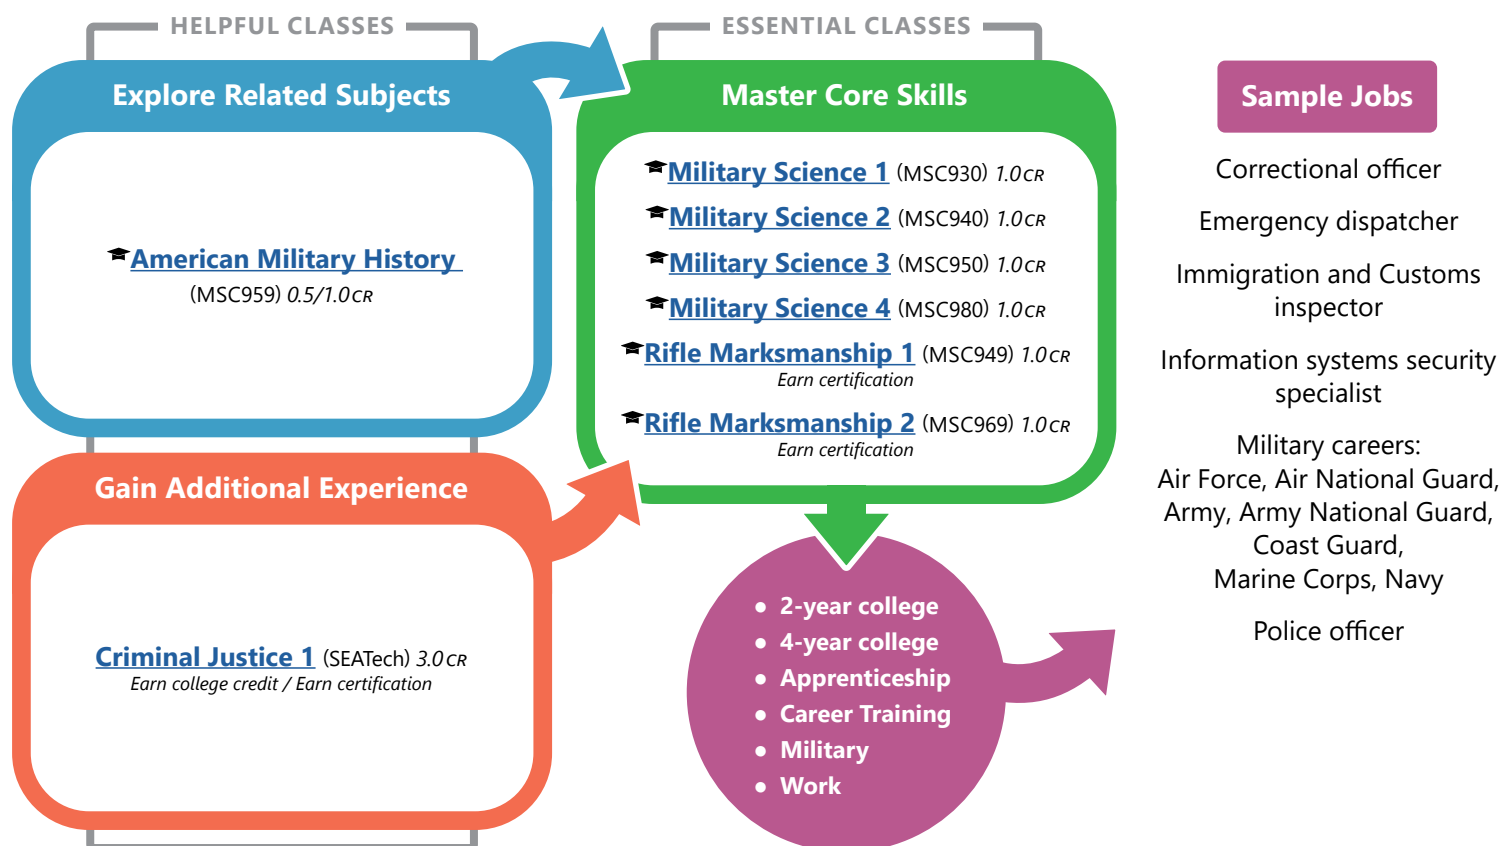 HELPFUL CLASSES
Explore Related Subjects
American Military History
(MSC959) 0.5/1.0 CR
Gain Additional Experience
Criminal Justice 1 (SEATech) 3.0 CR
Earn college credit / Earn certification
ESSENTIAL CLASSES
Master Core Skills
Military Science 1 (MSC930) 1.0 CR
Military Science 2 (MSC940) 1.0 CR
Military Science 3 (MSC950) 1.0 CR
Military Science 4 (MSC980) 1.0 CR
Rifle Marksmanship 1 (MSC949) 1.0 CR
Earn certification
Rifle Marksmanship 2 (MSC969) 1.0 CR
Earn certification
• 2-year college
• 4-year college
• Apprenticeship
• Career Training
• Military
• Work
Sample Jobs
Correctional officer
Emergency dispatcher
Immigration and Customs
inspector
Information systems security
specialist
Military careers:
Air Force, Air National Guard,
Army, Army National Guard,
Coast Guard,
Marine Corps, Navy
Police officer